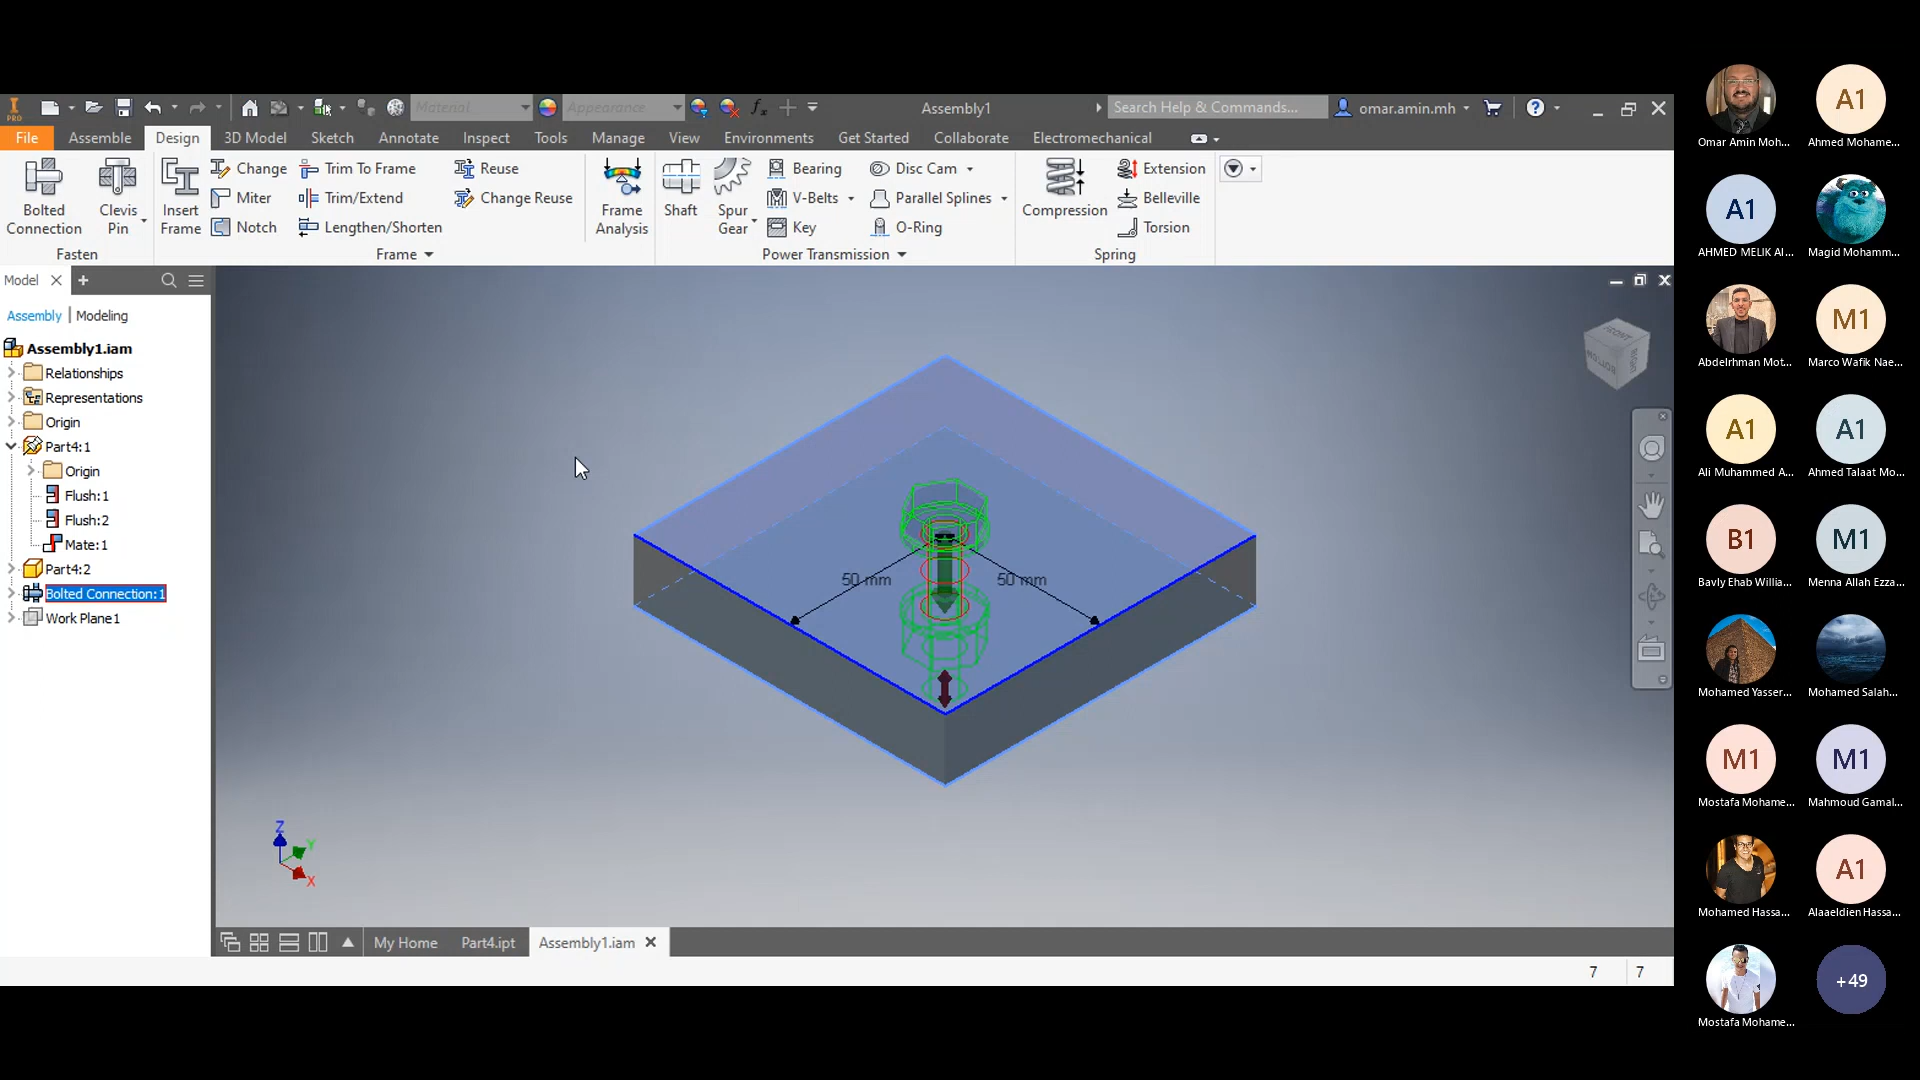 PRO
Material
Appearance
fx
Assembly1
Search Help & Commands...
omar.amin.mh
File
Assemble
Design
3D Model
Sketch
Annotate
Inspect
Tools
Manage
View
Environments
Get Started
Collaborate
Electromechanical
Bolted Connection
Clevis Pin
Fasten
Insert Frame
Change
Miter
Notch
Trim To Frame
Trim/Extend
Lengthen/Shorten
Reuse
Change Reuse
Frame
Frame Analysis
Shaft
Spur Gear
Bearing
V-Belts
Key
Disc Cam
Parallel Splines
O-Ring
Power Transmission
Compression
Extension
Belleville
Torsion
Spring
Model
Assembly
Modeling
Assembly1.iam
Relationships
Representations
Origin
Part4:1
Origin
Flush:1
Flush:2
Mate:1
Part4:2
Bolted Connection:1
Work Plane1
50 mm
50 mm
FRONT
RIGHT
BOTTOM
Z
Y
X
My Home
Part4.ipt
Assembly1.iam
7
7
Omar Amin Moh...
A1
Ahmed Mohame...
A1
AHMED MELIK Al...
Magid Mohamm...
Abdelrhman Mot...
M1
Marco Wafik Nae...
A1
Ali Muhammed A...
A1
Ahmed Talaat Mo...
B1
Bavly Ehab Willia...
M1
Menna Allah Ezza...
Mohamed Yasser...
Mohamed Salah...
M1
Mostafa Mohame...
M1
Mahmoud Gamal...
Mohamed Hassa...
A1
Alaaeldien Hassa...
Mostafa Mohame...
+49